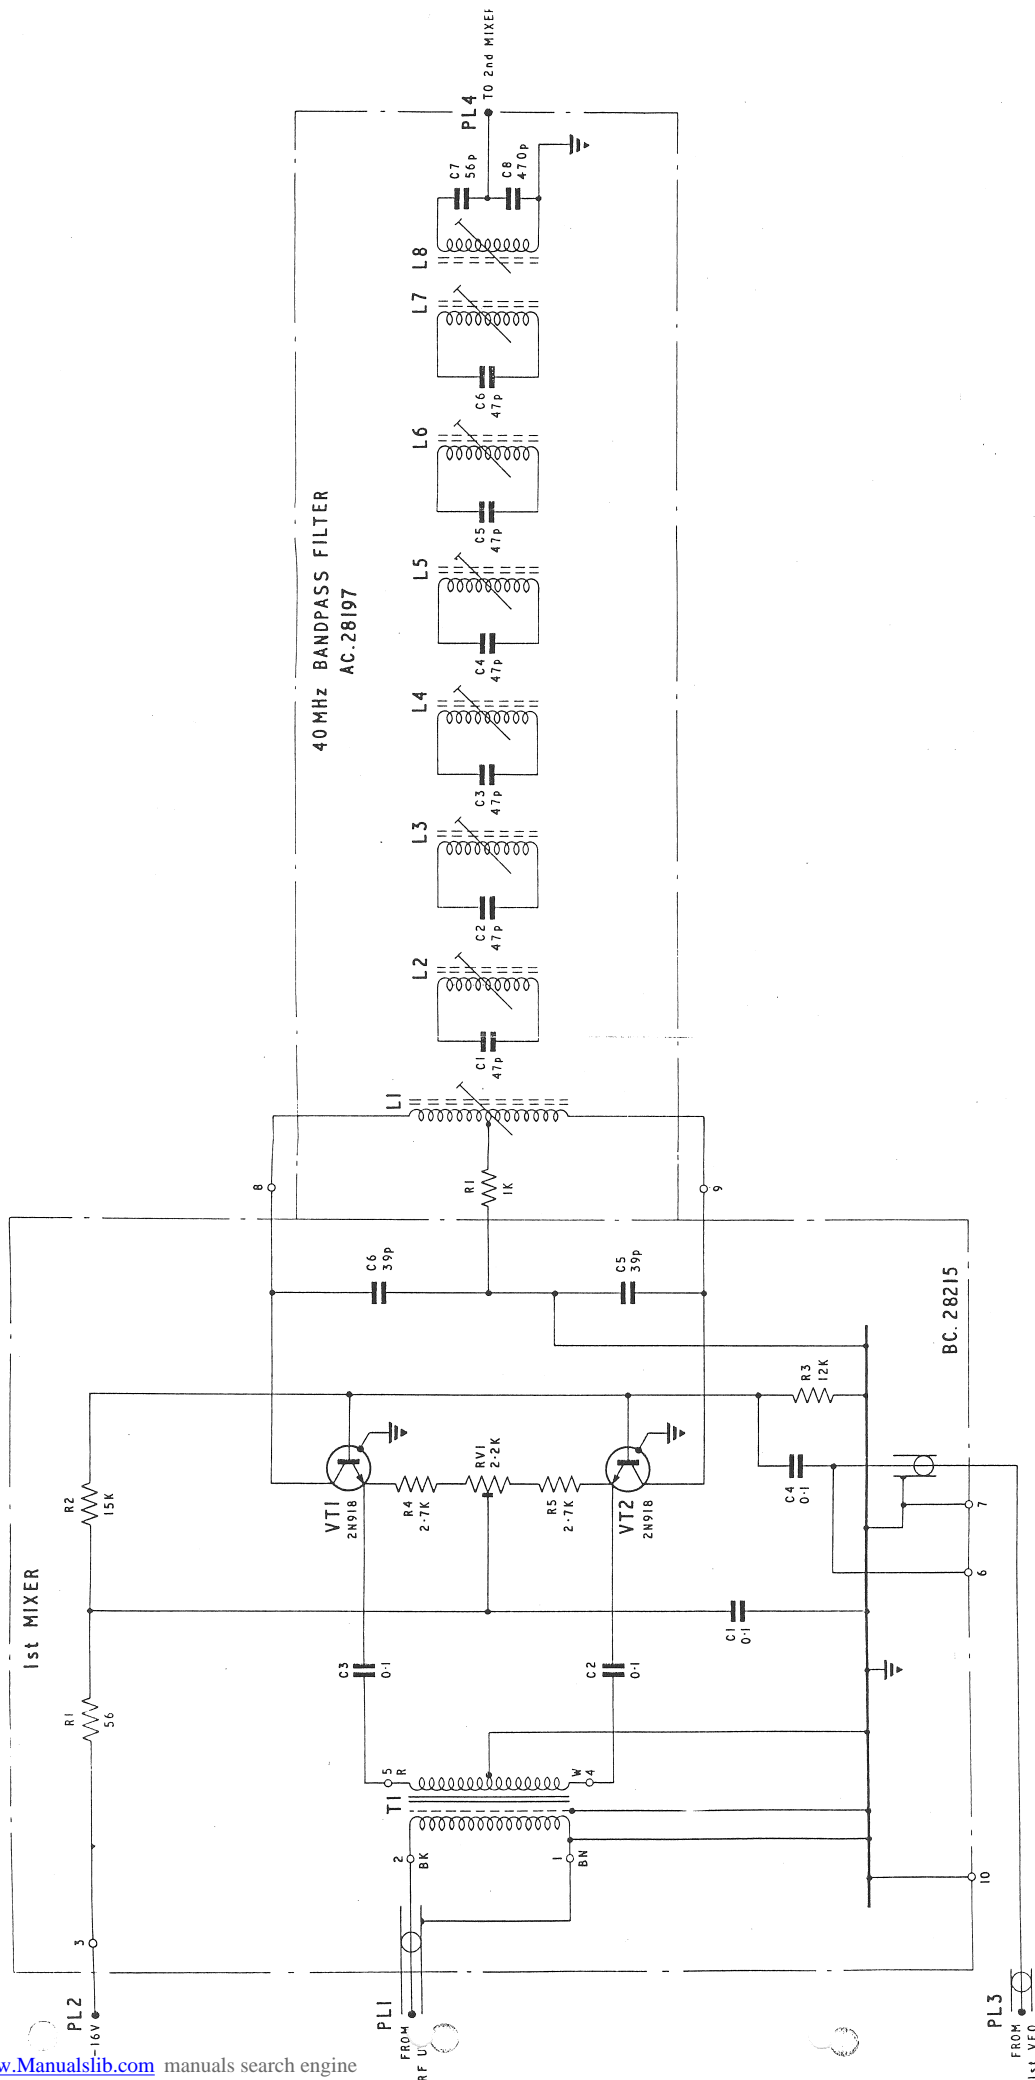 1st MIXER
PL2
-16V
3
R1
56
R2
15K
PL1
FROM
RF U
2
BK
1
BN
T1
5
R
W
4
C3
0·1
C2
0·1
C1
0·1
VT1
2N918
R4
2·7K
RV1
2·2K
R5
2·7K
VT2
2N918
C4
0·1
R3
12K
C6
39p
C5
39p
10
6
7
BC.28215
PL3
FROM
1st VFO
8
9
R1
1K
40MHz BANDPASS FILTER
AC.28197
L1
C1
47p
L2
C2
47p
L3
C3
47p
L4
C4
47p
L5
C5
47p
L6
C6
47p
L7
L8
C7
56p
C8
470p
PL4
TO 2nd MIXER
w.Manualslib.com manuals search engine